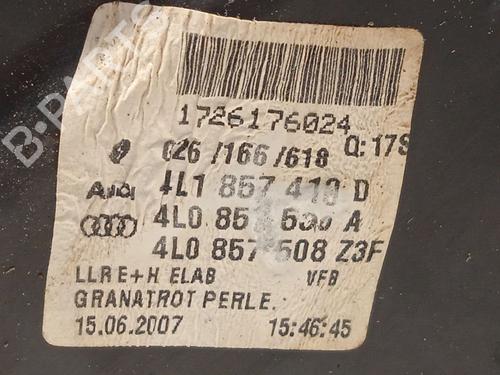 1726176024
026/166/618 Q:17S
Audi 4L1 857 410 D
4L0 857 A
4L0 857 508 Z3F
LLR E+H ELAB VFB
GRANATROT PERLE.
15.06.2007 15:46:45
B-PARTS